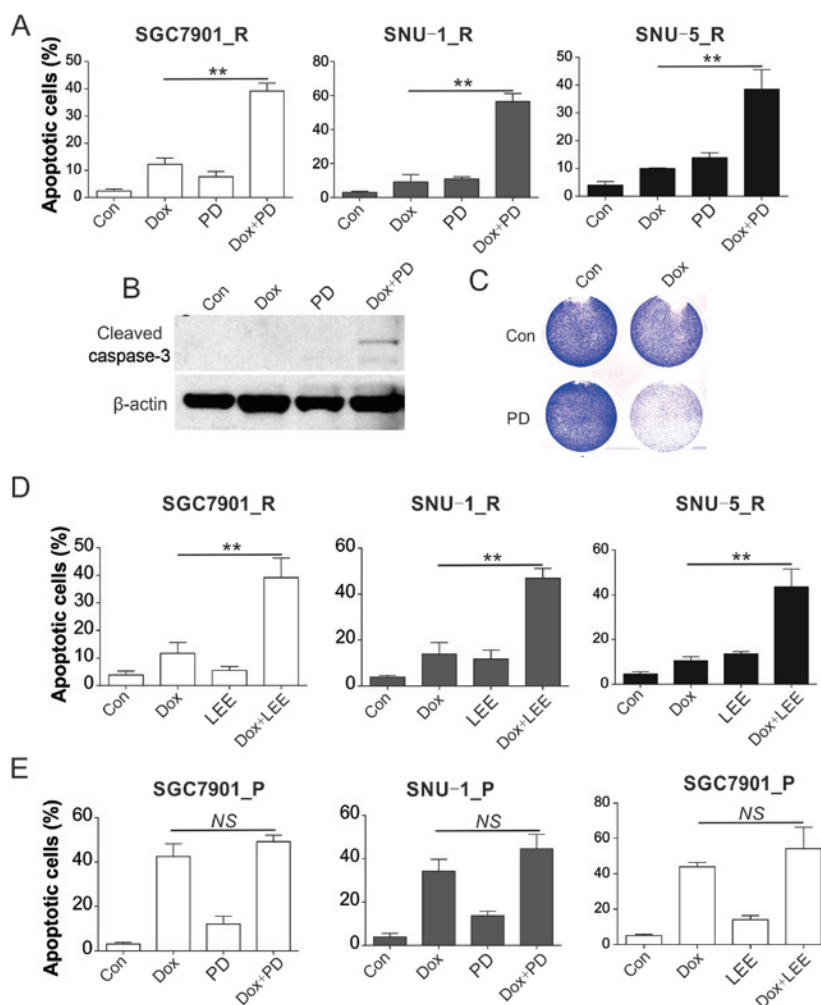 A
SGC7901_R
SNU-1_R
SNU-5_R
Apoptotic cells (%)
50
40
30
20
10
0
**
Con
Dox
PD
Dox+PD
80
60
40
20
0
**
Con
Dox
PD
Dox+PD
50
40
30
20
10
0
**
Con
Dox
PD
Dox+PD
B
Con
Dox
PD
Dox+PD
Cleaved
caspase-3
β-actin
C
Con
Dox
Con
PD
D
SGC7901_R
SNU-1_R
SNU-5_R
Apoptotic cells (%)
50
40
30
20
10
0
**
Con
Dox
LEE
Dox+LEE
60
40
20
0
**
Con
Dox
LEE
Dox+LEE
60
40
20
0
**
Con
Dox
LEE
Dox+LEE
E
SGC7901_P
SNU-1_P
SGC7901_P
Apoptotic cells (%)
60
40
20
0
NS
Con
Dox
PD
Dox+PD
60
40
20
0
NS
Con
Dox
PD
Dox+PD
80
60
40
20
0
NS
Con
Dox
LEE
Dox+LEE